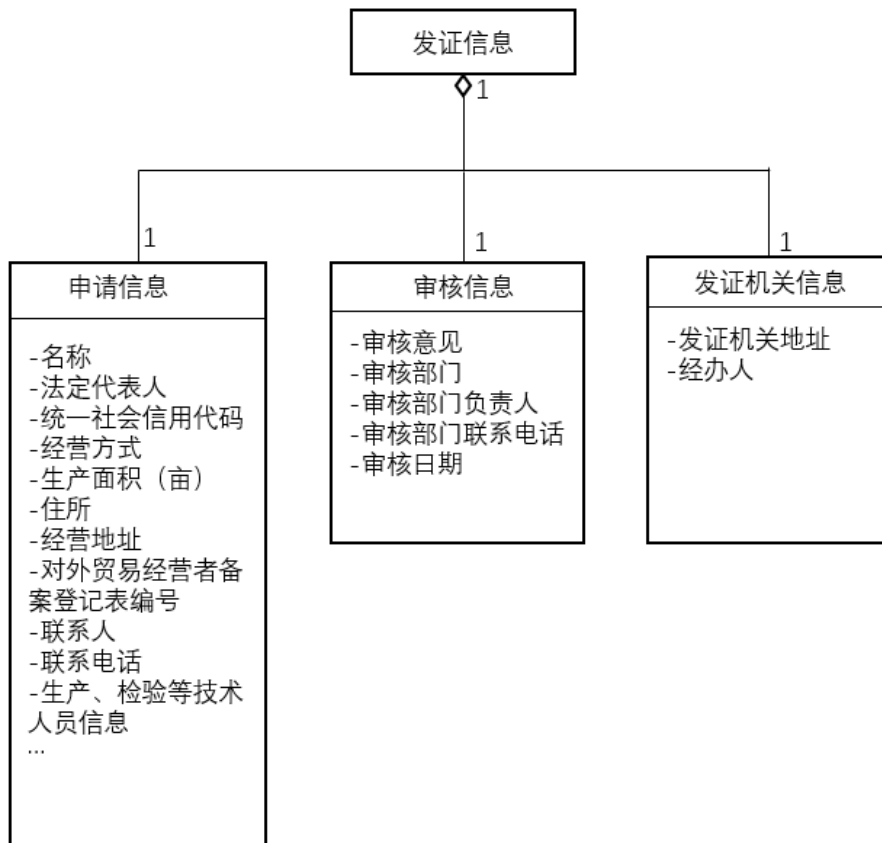 发证信息
1
1
1
1
申请信息
-名称
-法定代表人
-统一社会信用代码
-经营方式
-生产面积（亩）
-住所
-经营地址
-对外贸易经营者备
案登记表编号
-联系人
-联系电话
-生产、检验等技术
人员信息
...
审核信息
-审核意见
-审核部门
-审核部门负责人
-审核部门联系电话
-审核日期
发证机关信息
-发证机关地址
-经办人